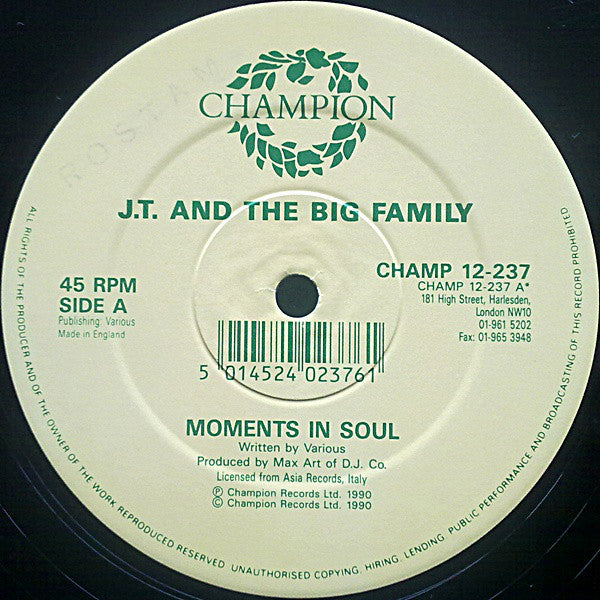 ROSTAM
CHAMPION
J.T. AND THE BIG FAMILY
45 RPM
SIDE A
Publishing: Various
Made in England
CHAMP 12-237
CHAMP 12-237 A*
181 High Street, Harlesden,
London NW10
01-961 5202
Fax: 01-965 3948
5 014524 023761
MOMENTS IN SOUL
Written by Various
Produced by Max Art of D.J. Co.
Licensed from Asia Records, Italy
Ⓟ Champion Records Ltd. 1990
© Champion Records Ltd. 1990
ALL RIGHTS OF THE PRODUCER AND OF THE OWNER OF THE WORK REPRODUCED RESERVED. UNAUTHORISED COPYING. HIRING. LENDING. PUBLIC PERFORMANCE AND BROADCASTING OF THIS RECORD PROHIBITED